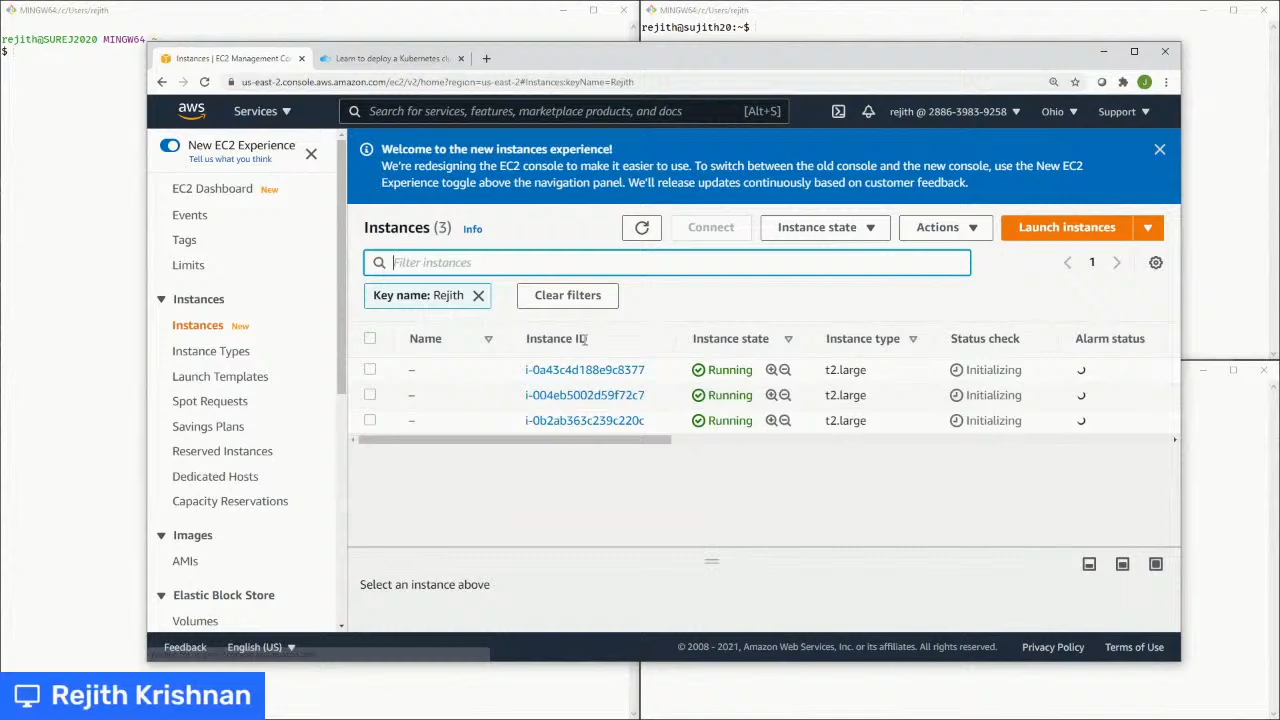 MINGW64:/c/Users/rejith
MINGW64:/c/Users/rejith
rejith@SUREJ2020 MINGW64 ~
$
rejith@sujith20:~$
Instances | EC2 Management Co
Learn to deploy a Kubernetes cl
us-east-2.console.aws.amazon.com/ec2/v2/home?region=us-east-2#Instances:keyName=Rejith
J
aws
Services
Search for services, features, marketplace products, and docs
[Alt+S]
rejith @ 2886-3983-9258
Ohio
Support
New EC2 Experience
Tell us what you think
Welcome to the new instances experience!
We're redesigning the EC2 console to make it easier to use. To switch between the old console and the new console, use the New EC2
Experience toggle above the navigation panel. We'll release updates continuously based on customer feedback.
EC2 Dashboard New
Events
Tags
Limits
Instances
Instances New
Instance Types
Launch Templates
Spot Requests
Savings Plans
Reserved Instances
Dedicated Hosts
Capacity Reservations
Images
AMIs
Elastic Block Store
Volumes
Instances (3) Info
Connect
Instance state
Actions
Launch instances
Filter instances
1
Key name: Rejith
Clear filters
Name Instance ID Instance state Instance type Status check Alarm status
– i-0a43c4d188e9c8377 Running t2.large Initializing
– i-004eb5002d59f72c7 Running t2.large Initializing
– i-0b2ab363c239c220c Running t2.large Initializing
Select an instance above
Feedback English (US)
© 2008 - 2021, Amazon Web Services, Inc. or its affiliates. All rights reserved.
Privacy Policy Terms of Use
Rejith Krishnan